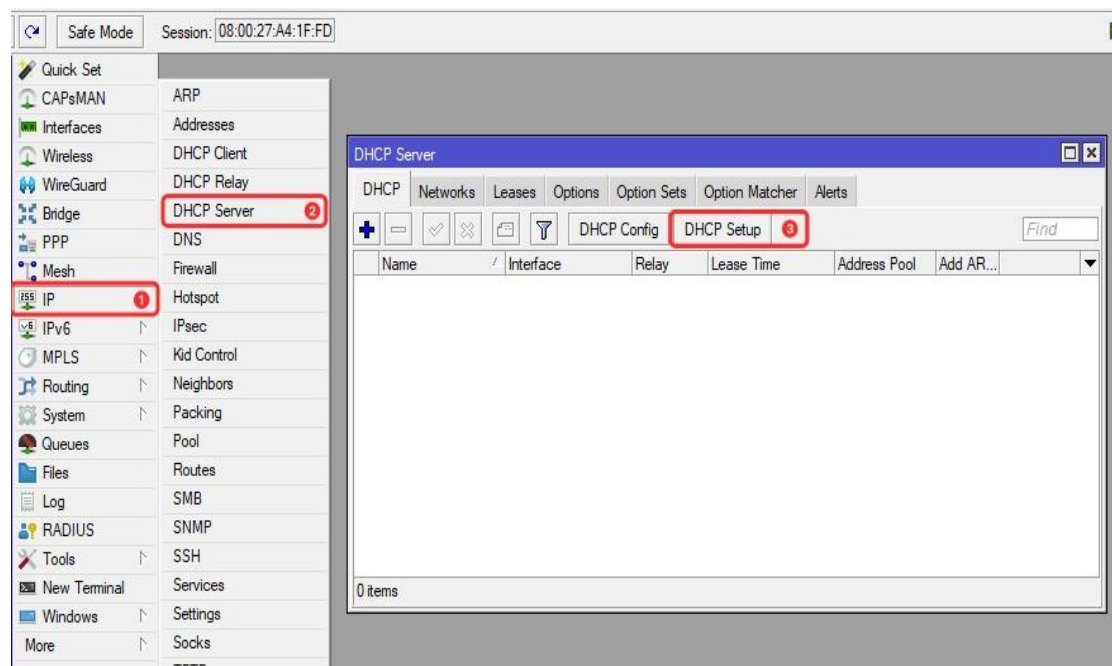 Safe Mode Session: 08:00:27:A4:1F:FD
Quick Set
CAPsMAN
Interfaces
Wireless
WireGuard
Bridge
PPP
Mesh
255 IP 1
v6 IPv6
MPLS
Routing
System
Queues
Files
Log
RADIUS
Tools
New Terminal
Windows
More
ARP
Addresses
DHCP Client
DHCP Relay
DHCP Server 2
DNS
Firewall
Hotspot
IPsec
Kid Control
Neighbors
Packing
Pool
Routes
SMB
SNMP
SSH
Services
Settings
Socks
DHCP Server
DHCP Networks Leases Options Option Sets Option Matcher Alerts
DHCP Config DHCP Setup 3 Find
Name Interface Relay Lease Time Address Pool Add AR...
0 items